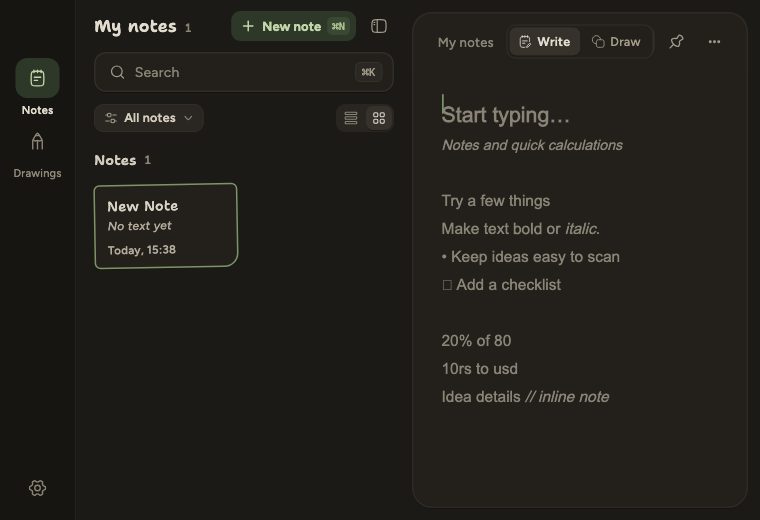 My notes 1
+ New note ⌘N
Notes
Drawings
Search ⌘K
All notes
Notes 1
New Note
No text yet
Today, 15:38
My notes
Write
Draw
Start typing...
Notes and quick calculations
Try a few things
Make text bold or italic.
• Keep ideas easy to scan
☐ Add a checklist
20% of 80
10rs to usd
Idea details // inline note